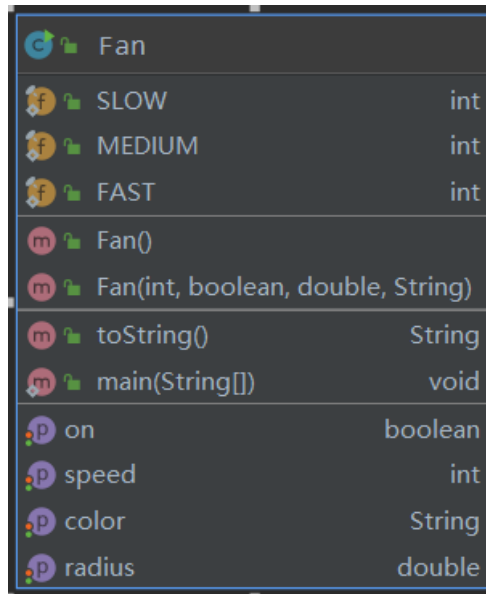 Fan
SLOW int
MEDIUM int
FAST int
Fan()
Fan(int, boolean, double, String)
toString() String
main(String[]) void
on boolean
speed int
color String
radius double